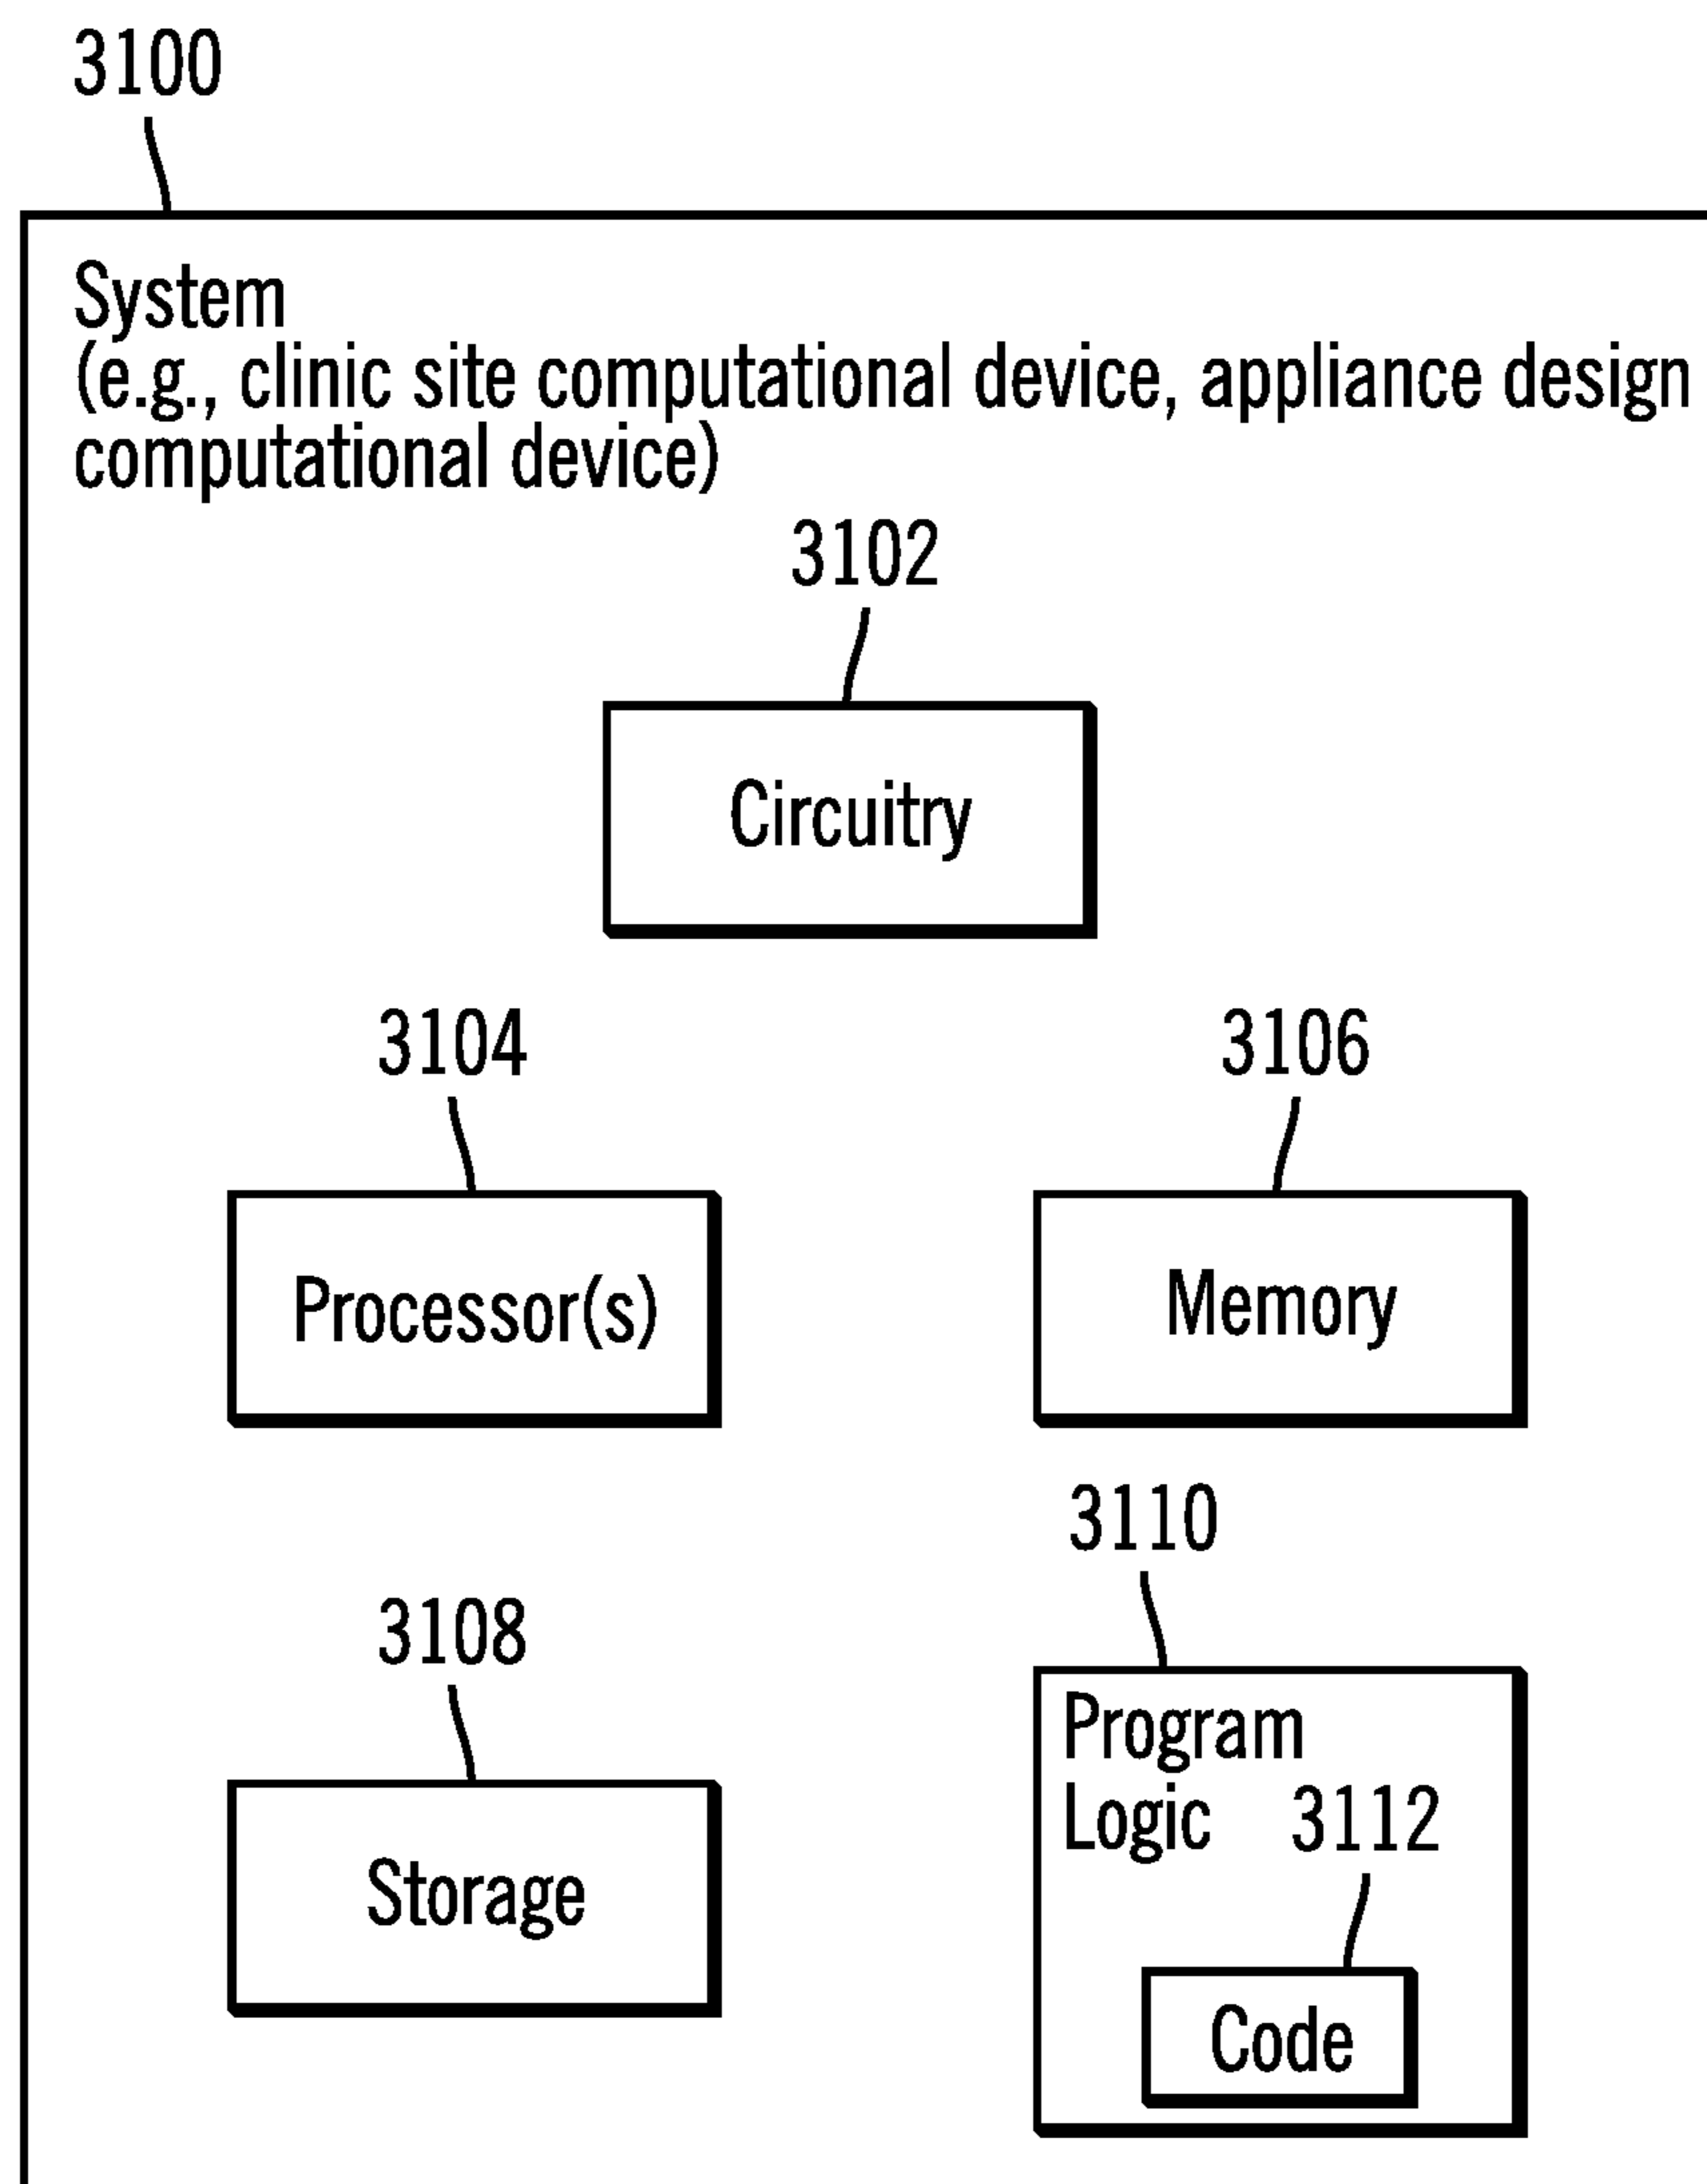 3100
System
(e.g., clinic site computational device, appliance design
computational device)
3102
Circuitry
3104
3106
Processor(s)
Memory
3110
3108
Program
Logic 3112
Storage
Code